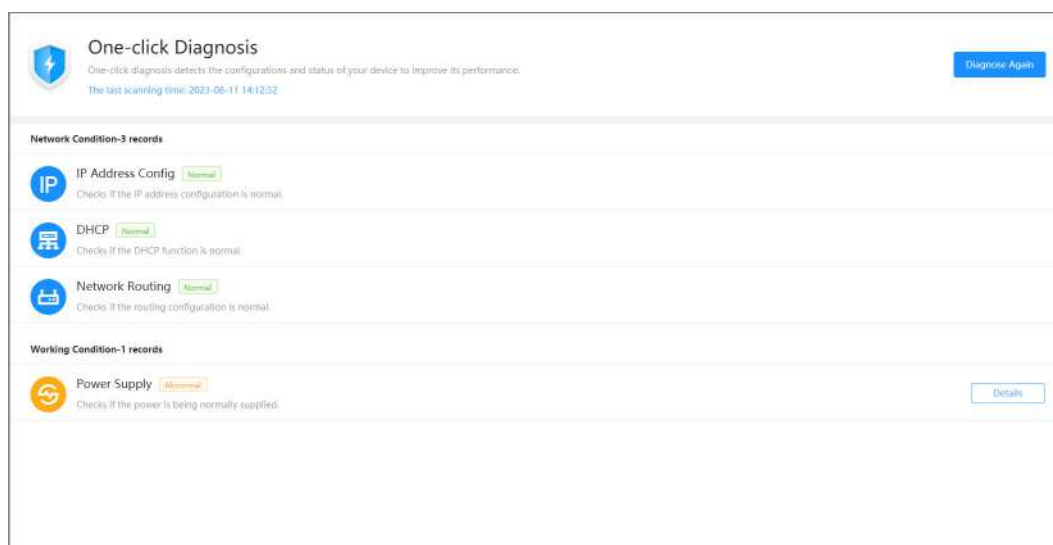 One-click Diagnosis
One-click diagnosis detects the configurations and status of your device to improve its performance.
The last scanning time: 2023-08-11 14:12:32
Diagnose Again
Network Condition-3 records
IP
IP Address Config Normal
Checks if the IP address configuration is normal.
DHCP Normal
Checks if the DHCP function is normal.
Network Routing Normal
Checks if the routing configuration is normal.
Working Condition-1 records
Power Supply Abnormal
Checks if the power is being normally supplied.
Details